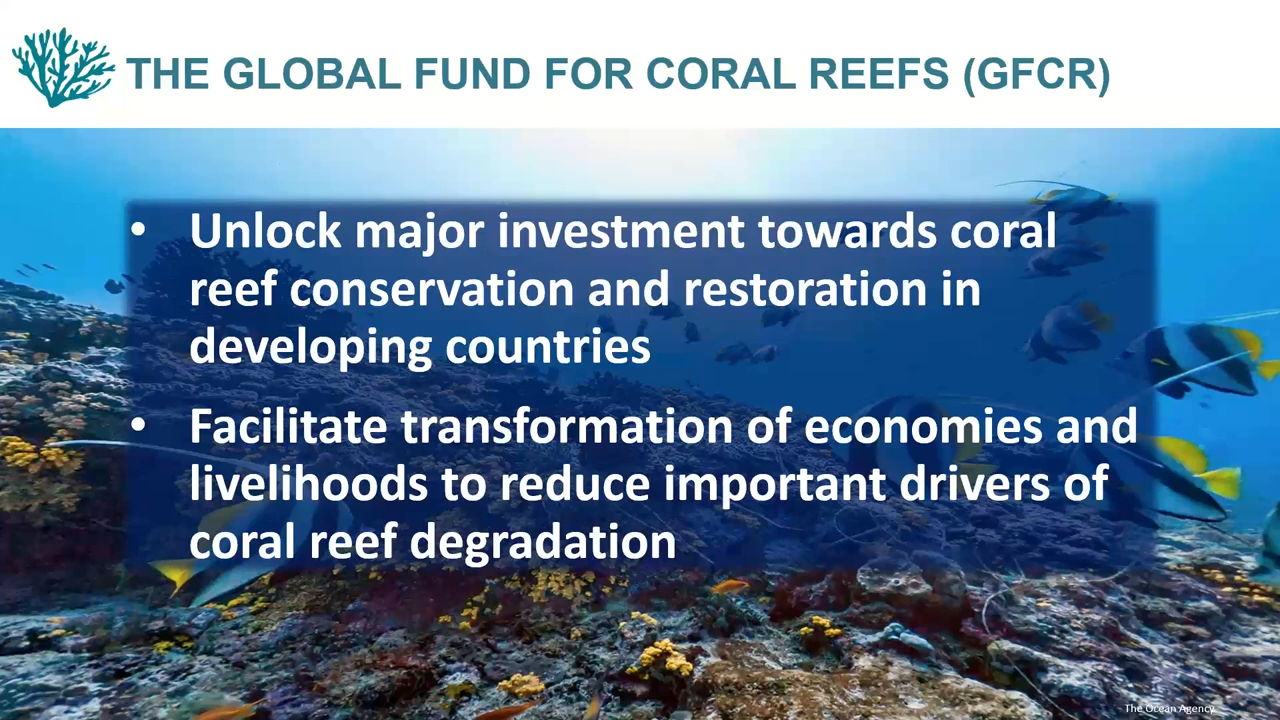 THE GLOBAL FUND FOR CORAL REEFS (GFCR)
• Unlock major investment towards coral
reef conservation and restoration in
developing countries
• Facilitate transformation of economies and
livelihoods to reduce important drivers of
coral reef degradation
The Ocean Agency